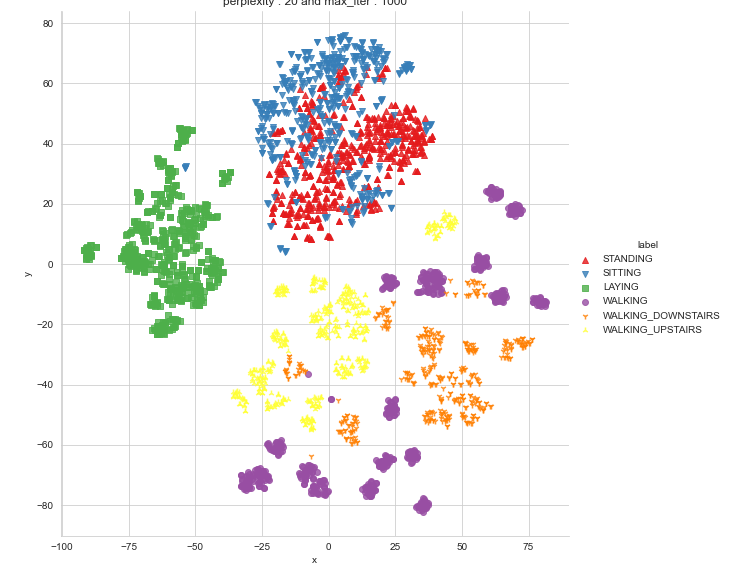 perplexity : 20 and max_iter : 1000
80
60
40
20
0
−20
−40
−60
−80
y
−100
−75
−50
−25
0
25
50
75
x
label
STANDING
SITTING
LAYING
WALKING
WALKING_DOWNSTAIRS
WALKING_UPSTAIRS